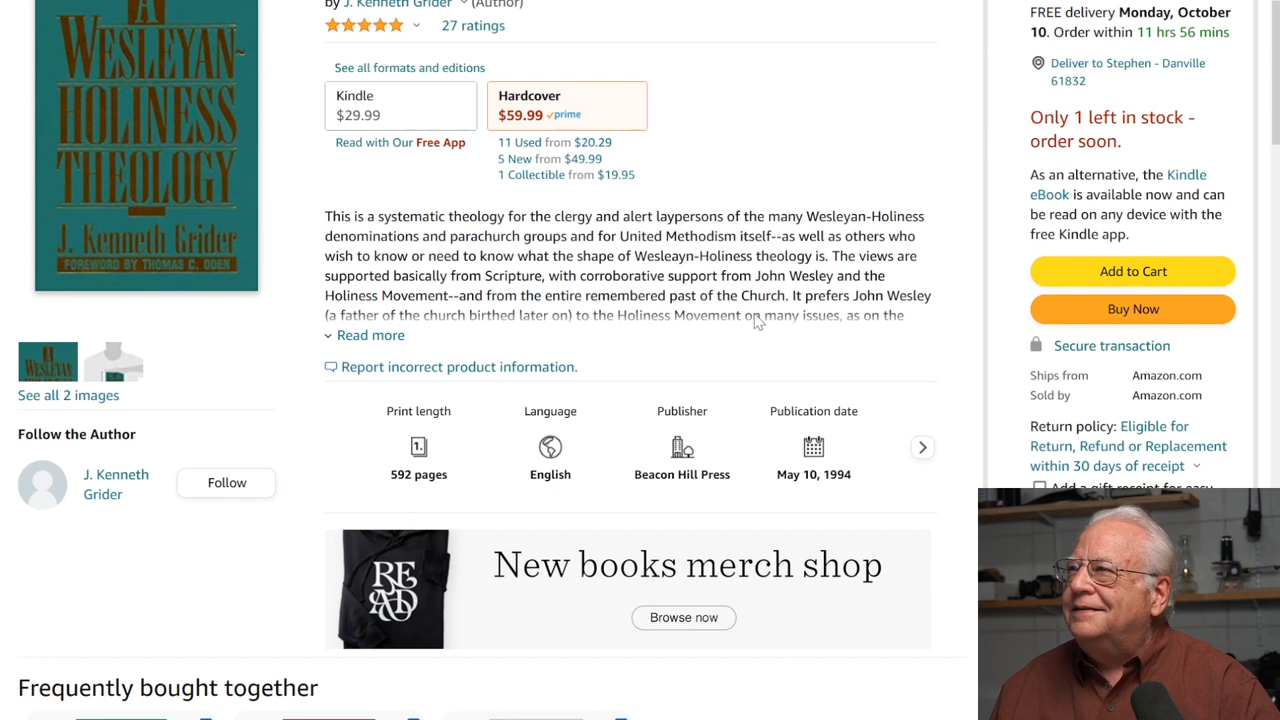 A
WESLEYAN-
HOLINESS
THEOLOGY
J. Kenneth Grider
FOREWORD BY THOMAS C. ODEN
See all 2 images
Follow the Author
J. Kenneth
Grider
Follow
by J. Kenneth Grider (Author)
27 ratings
See all formats and editions
Kindle
$29.99
Read with Our Free App
Hardcover
$59.99 prime
11 Used from $20.29
5 New from $49.99
1 Collectible from $19.95
This is a systematic theology for the clergy and alert laypersons of the many Wesleyan-Holiness
denominations and parachurch groups and for United Methodism itself--as well as others who
wish to know or need to know what the shape of Wesleayn-Holiness theology is. The views are
supported basically from Scripture, with corroborative support from John Wesley and the
Holiness Movement--and from the entire remembered past of the Church. It prefers John Wesley
(a father of the church birthed later on) to the Holiness Movement on many issues, as on the
Read more
Report incorrect product information.
Print length
592 pages
Language
English
Publisher
Beacon Hill Press
Publication date
May 10, 1994
READ
New books merch shop
Browse now
Frequently bought together
FREE delivery Monday, October
10. Order within 11 hrs 56 mins
Deliver to Stephen - Danville
61832
Only 1 left in stock -
order soon.
As an alternative, the Kindle
eBook is available now and can
be read on any device with the
free Kindle app.
Add to Cart
Buy Now
Secure transaction
Ships from Amazon.com
Sold by Amazon.com
Return policy: Eligible for
Return, Refund or Replacement
within 30 days of receipt
Add a gift receipt for easy